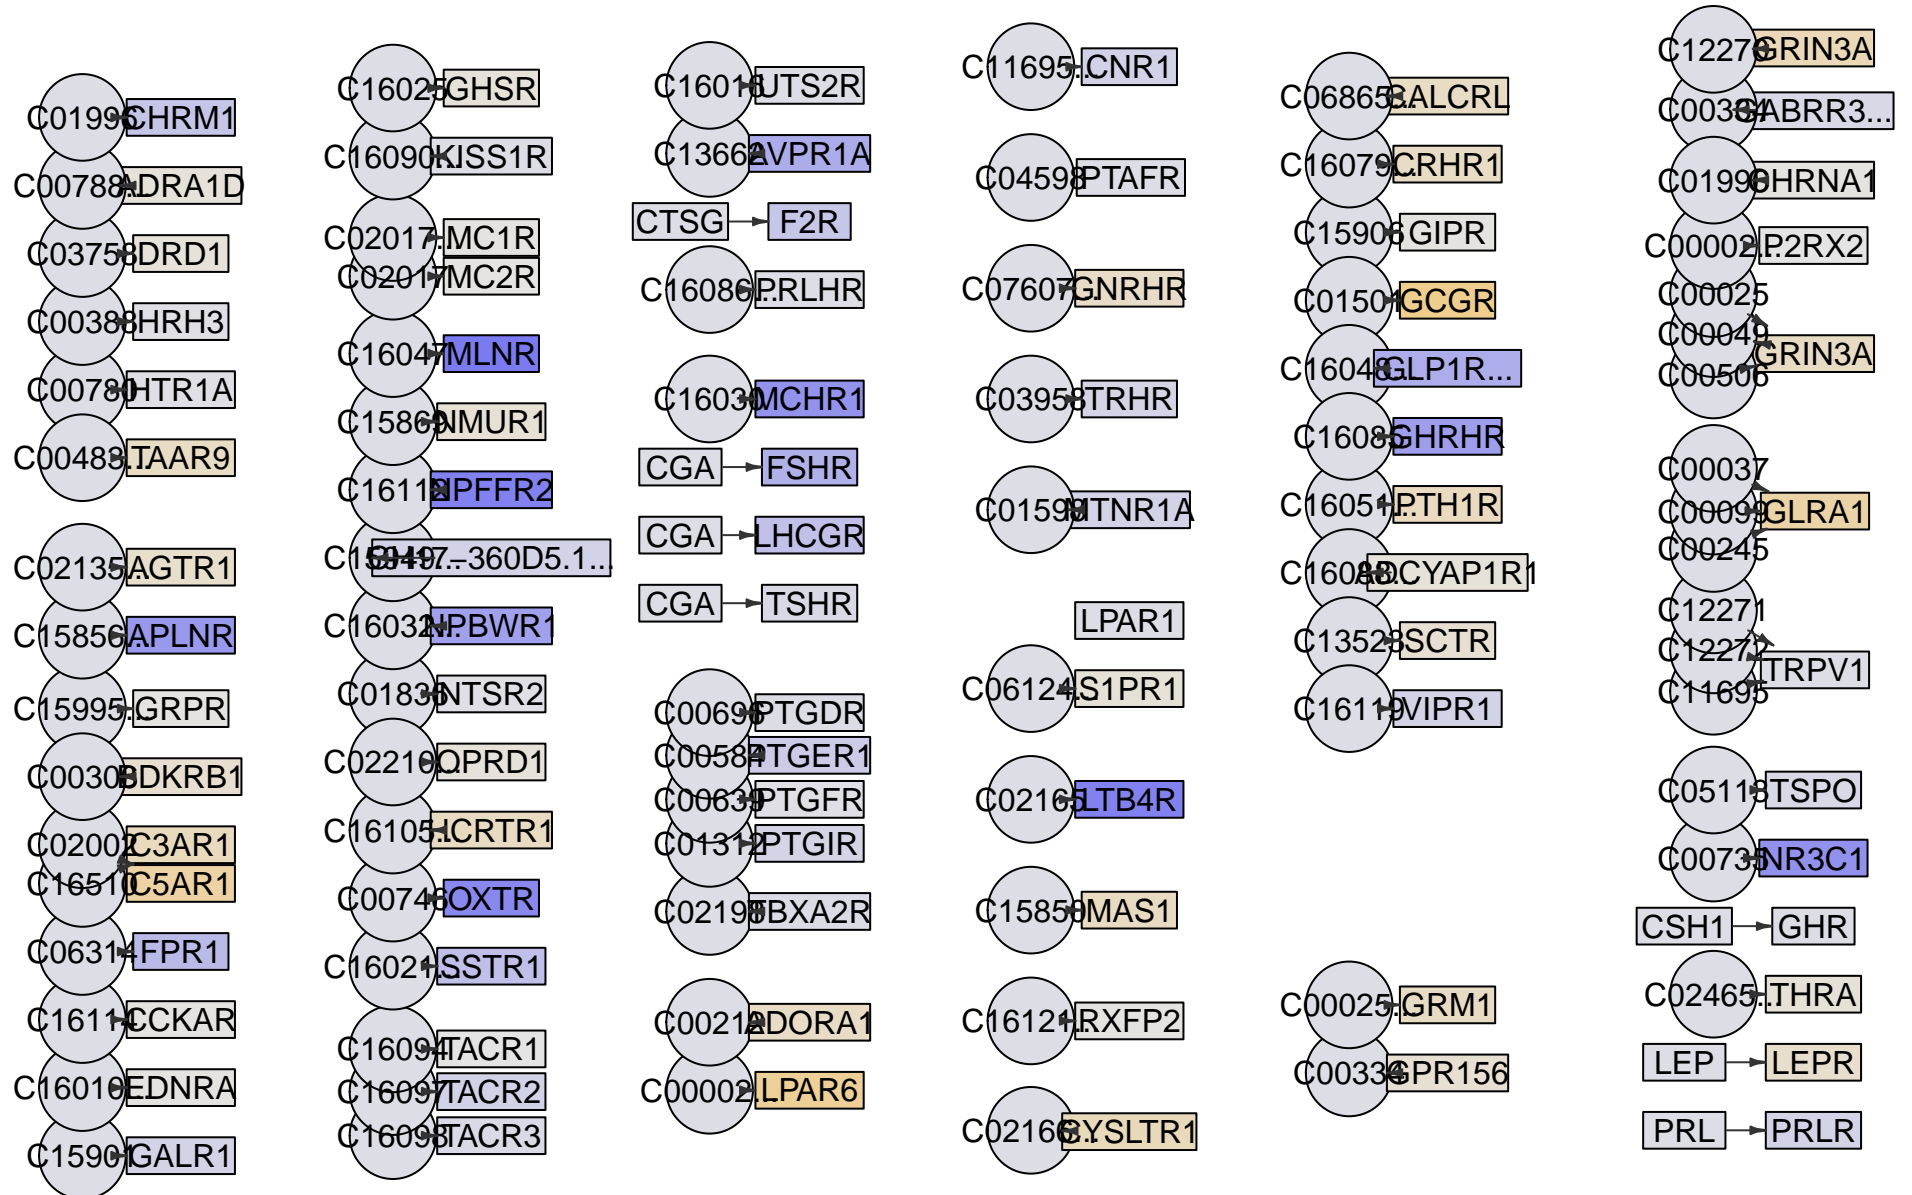 C01996 CHRM1
C00788... ADRA1D
C03758 DRD1
C00388 HRH3
C00780 HTR1A
C00483... TAAR9
C02135... AGTR1
C15856... APLNR
C15995... GRPR
C00306 BDKRB1
C02002 C3AR1
C16510 C5AR1
C06314 FPR1
C16114 CCKAR
C16010 EDNRA
C15901 GALR1
C16025 GHSR
C16090... KISS1R
C02017... MC1R
C02017 MC2R
C16047 MLNR
C15869 NMUR1
C16118 NPFFR2
360D5.1...
C16032... NPBWR1
C01836 NTSR2
C02210... OPRD1
C16105... HCRTR1
C00746 OXTR
C16021... SSTR1
C16094 TACR1
C16097 TACR2
C16098 TACR3
C16016 UTS2R
C13662 AVPR1A
CTSG F2R
C16086... PRLHR
C16030 MCHR1
CGA FSHR
CGA LHCGR
CGA TSHR
C00696 PTGDR
C00584 PTGER1
C00639 PTGFR
C01312 PTGIR
C02198 TBXA2R
C00212 ADORA1
C00002... LPAR6
C11695... CNR1
C04598 PTAFR
C07607... GNRHR
C03958 TRHR
C01598 MTNR1A
LPAR1
C06124... S1PR1
C02165 LTB4R
C15850 MAS1
C16121... RXFP2
C02166... CYSLTR1
C06865... CALCRL
C16079... CRHR1
C15906 GIPR
C01501 GCGR
C16048... GLP1R...
C16085 GHRHR
C16051... PTH1R
C16088... ADCYAP1R1
C13523 SCTR
C16119 VIPR1
C00025... GRM1
C00334 GPR156
C12270 GRIN3A
C00334 GABRR3...
C01996 CHRNA1
C00002... P2RX2
C00025
C00049 GRIN3A
C00506
C00037
C00099 GLRA1
C00245
C12271
C12272 TRPV1
C11695
C05113 TSPO
C00735 NR3C1
CSH1 GHR
C02465... THRA
LEP LEPR
PRL PRLR